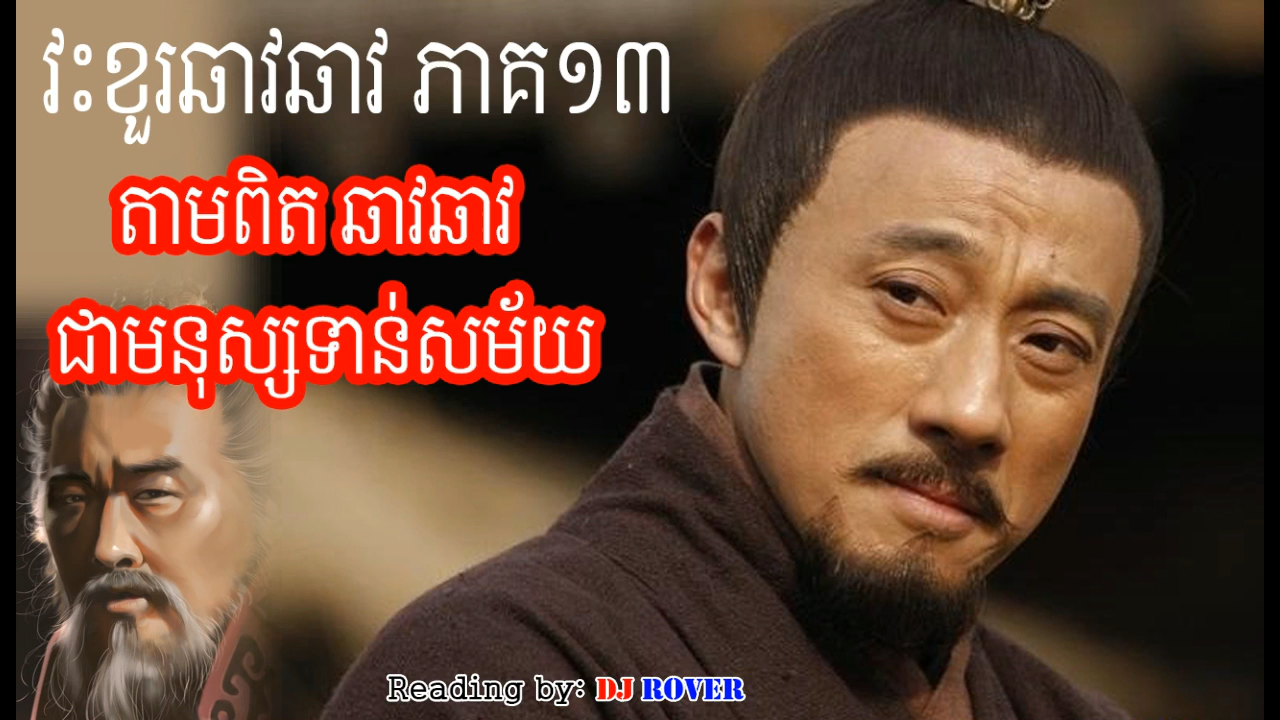 វះខួរឆាវឆាវ ភាគ១៣
តាមពិត ឆាវឆាវ
ជាមនុស្សទាន់សម័យ
Reading by: DJ ROVER